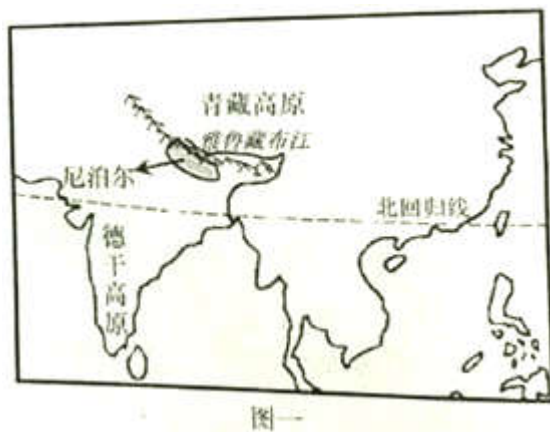 青藏高原
雅鲁藏布江
尼泊尔
北回归线
德干高原
图一